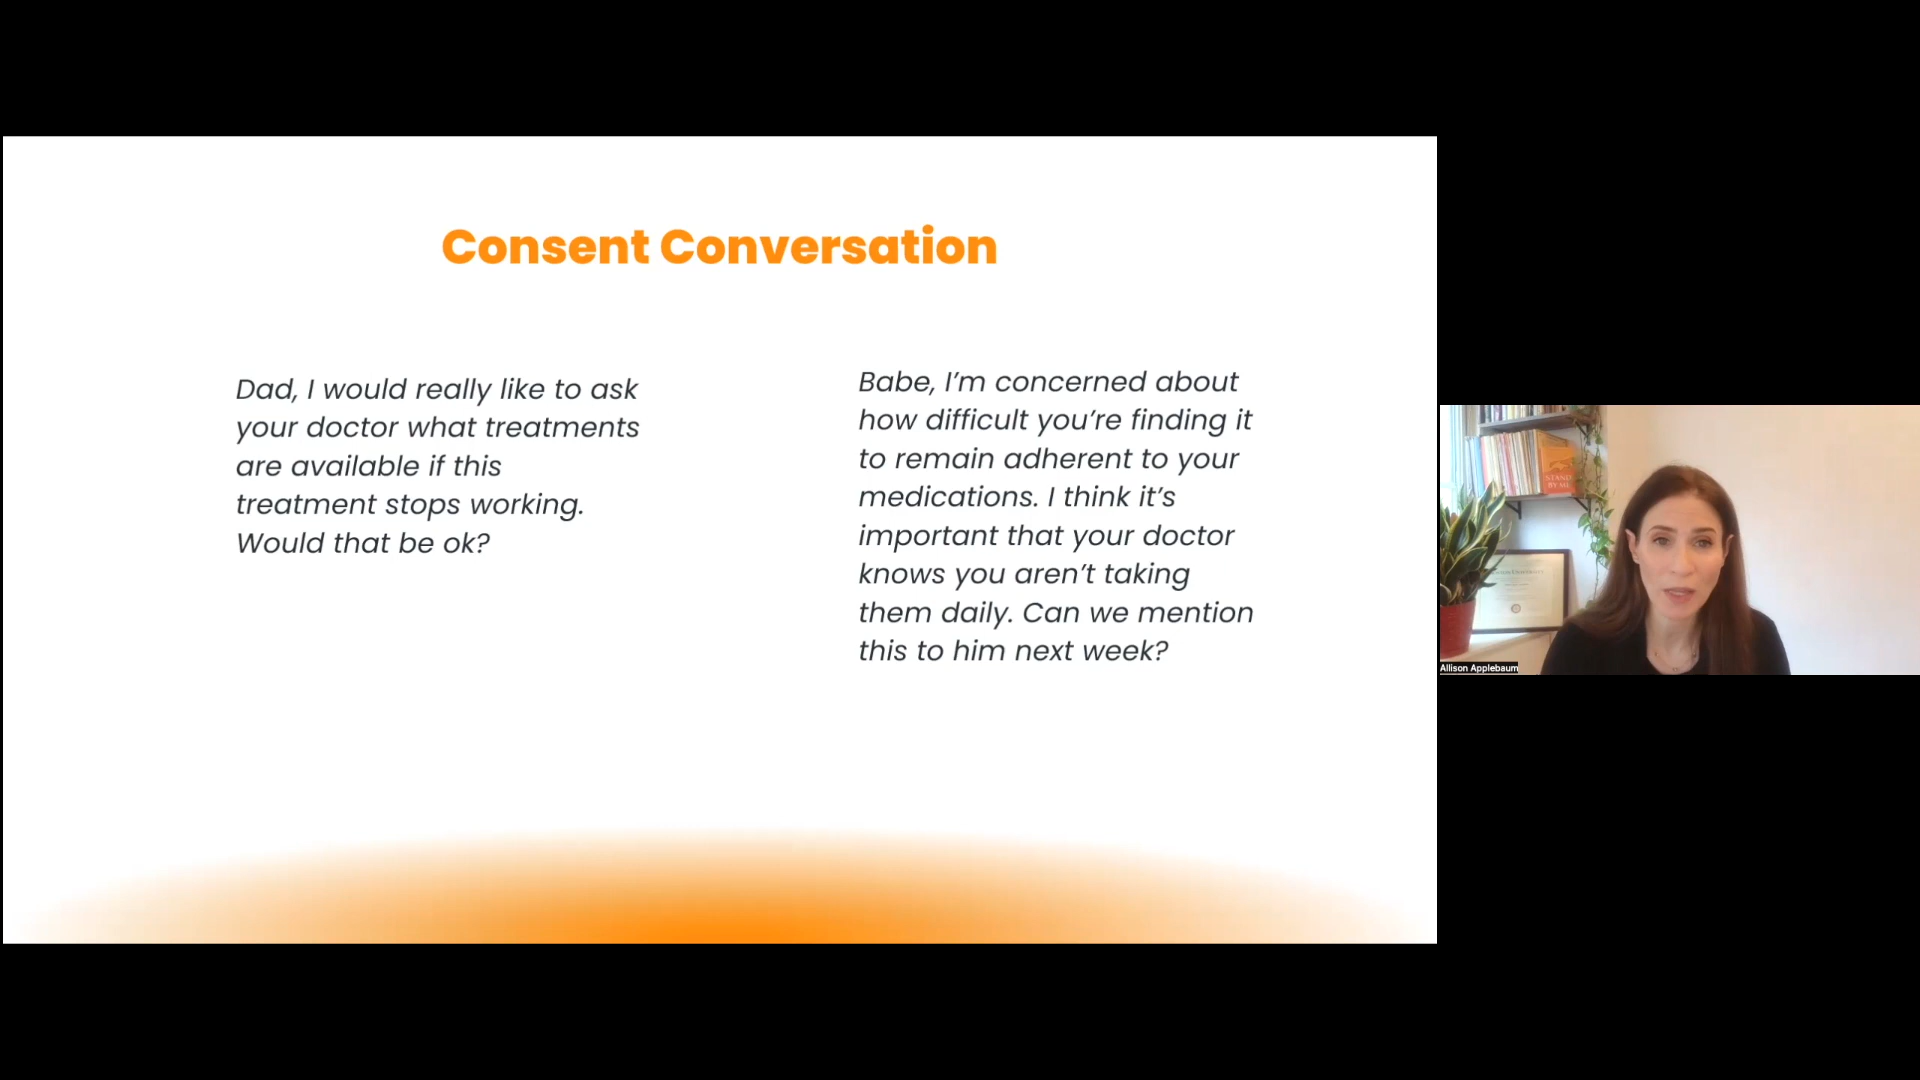 Consent Conversation
Dad, I would really like to ask
your doctor what treatments
are available if this
treatment stops working.
Would that be ok?
Babe, I'm concerned about
how difficult you're finding it
to remain adherent to your
medications. I think it's
important that your doctor
knows you aren't taking
them daily. Can we mention
this to him next week?
STAND
BY ME
Allison Applebaum